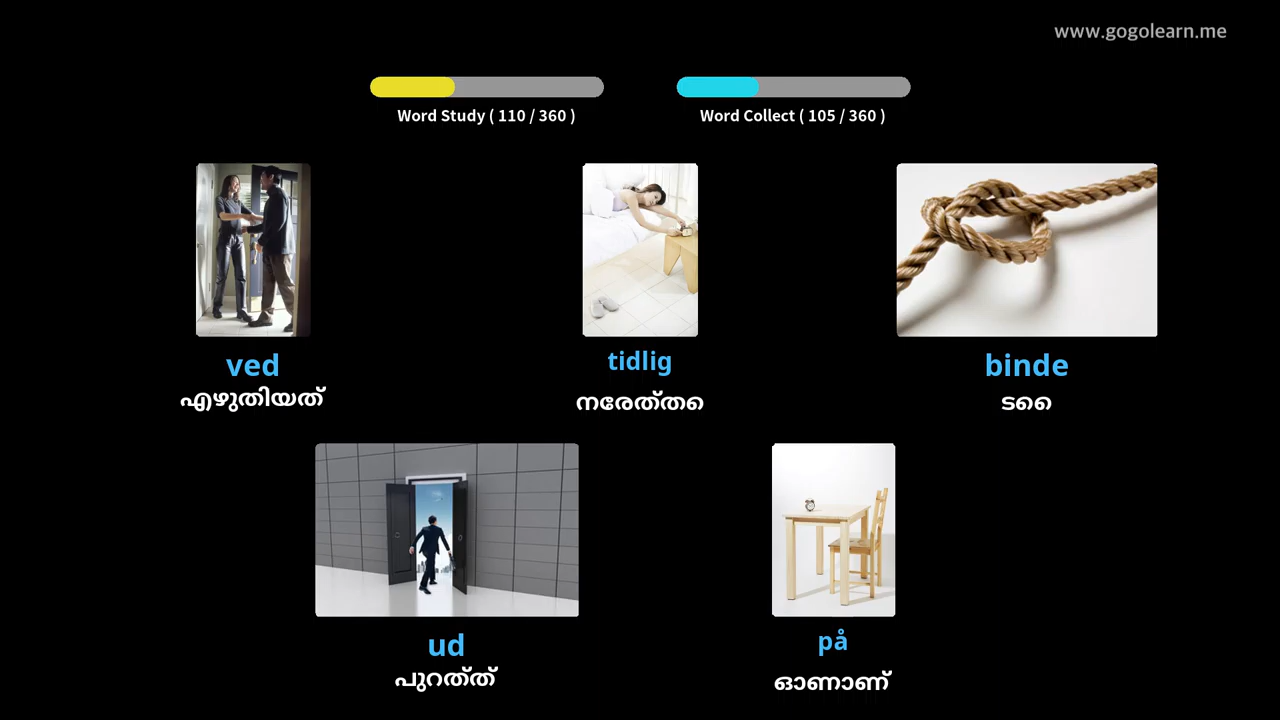 www.gogolearn.me
Word Study ( 110 / 360 )
Word Collect ( 105 / 360 )
ved
എഴുതിയത്
tidlig
നരേത്തെ
binde
ടൈ
ud
പുറത്ത്
på
ഓണാണ്